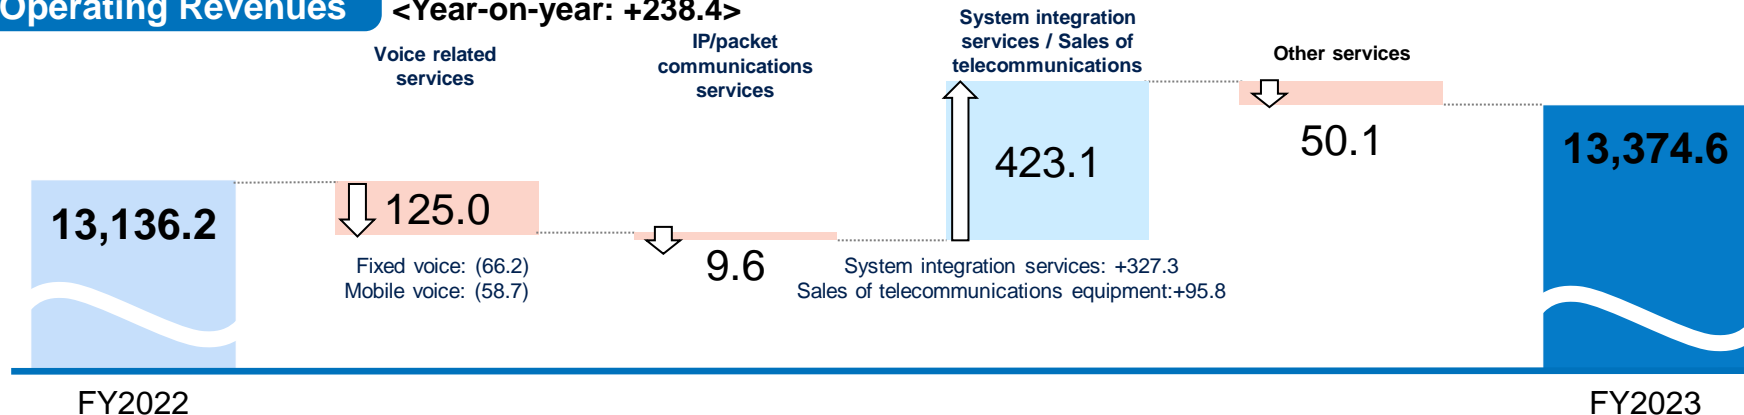 Operating Revenues
<Year-on-year: +238.4>
Voice related
services
IP/packet
communications
services
System integration
services / Sales of
telecommunications
Other services
13,136.2
125.0
9.6
423.1
50.1
13,374.6
Fixed voice: (66.2)
Mobile voice: (58.7)
System integration services: +327.3
Sales of telecommunications equipment:+95.8
FY2022
FY2023